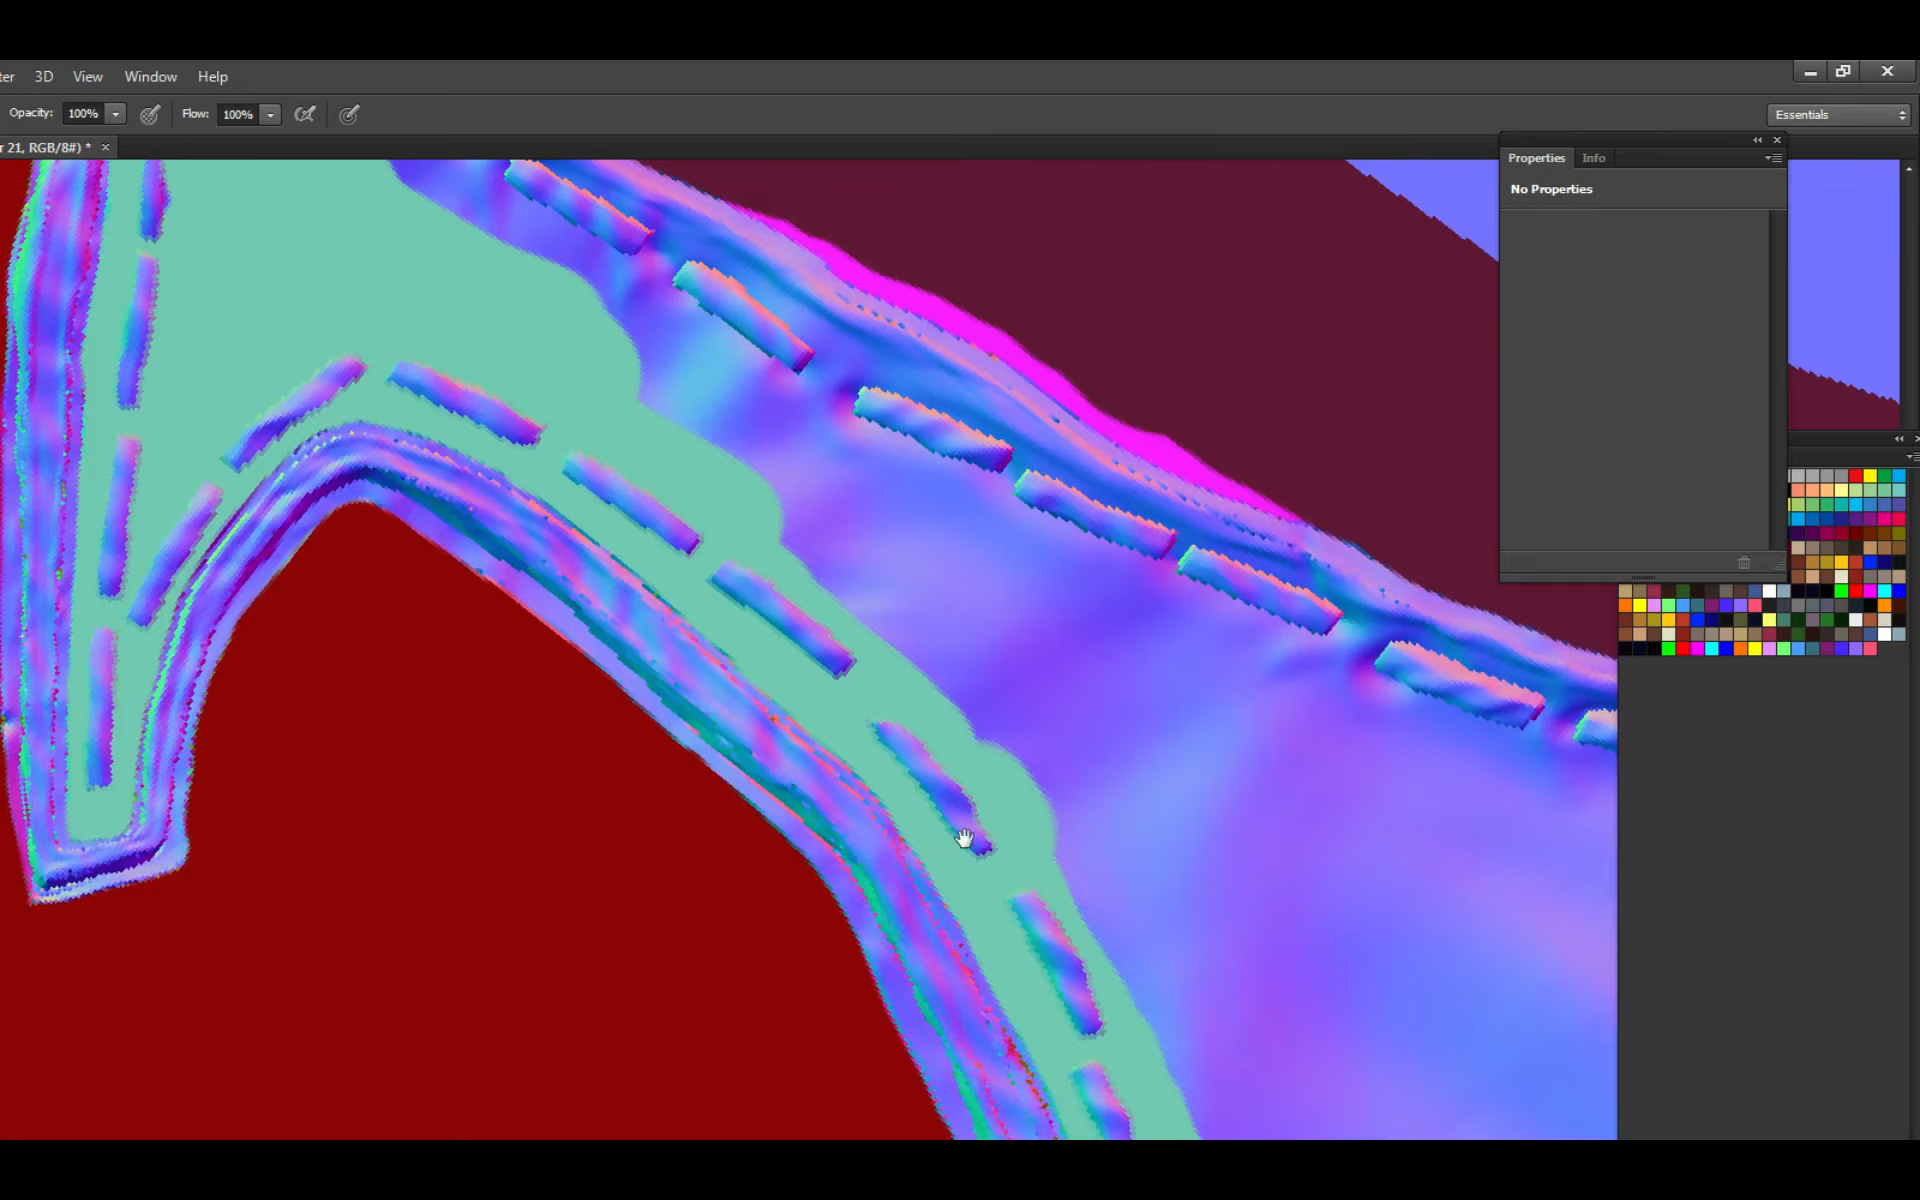 ter 3D View Window Help
Opacity: 100% Flow: 100% Essentials
r 21, RGB/8#) *
Properties Info
No Properties